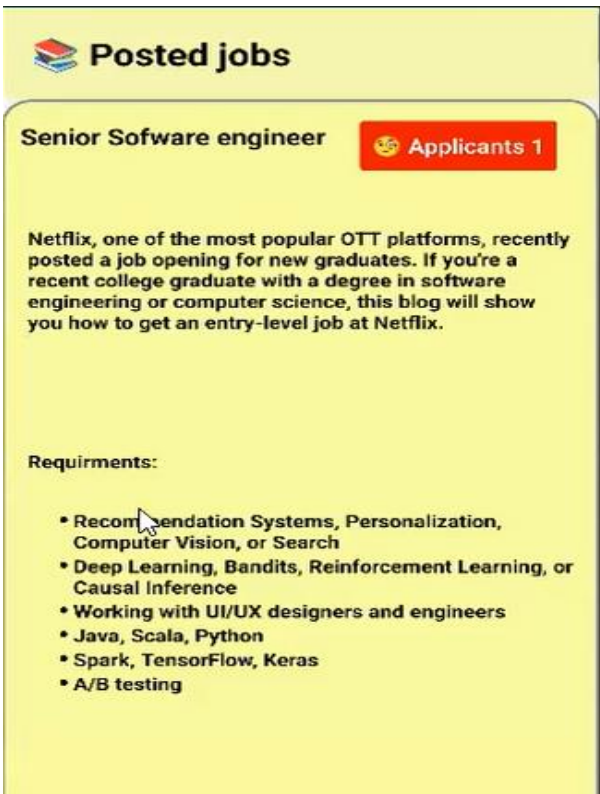 📚 Posted jobs
Senior Sofware engineer
🧐 Applicants 1
Netflix, one of the most popular OTT platforms, recently
posted a job opening for new graduates. If you're a
recent college graduate with a degree in software
engineering or computer science, this blog will show
you how to get an entry-level job at Netflix.
Requirments:
• Recommendation Systems, Personalization,
Computer Vision, or Search
• Deep Learning, Bandits, Reinforcement Learning, or
Causal Inference
• Working with UI/UX designers and engineers
• Java, Scala, Python
• Spark, TensorFlow, Keras
• A/B testing